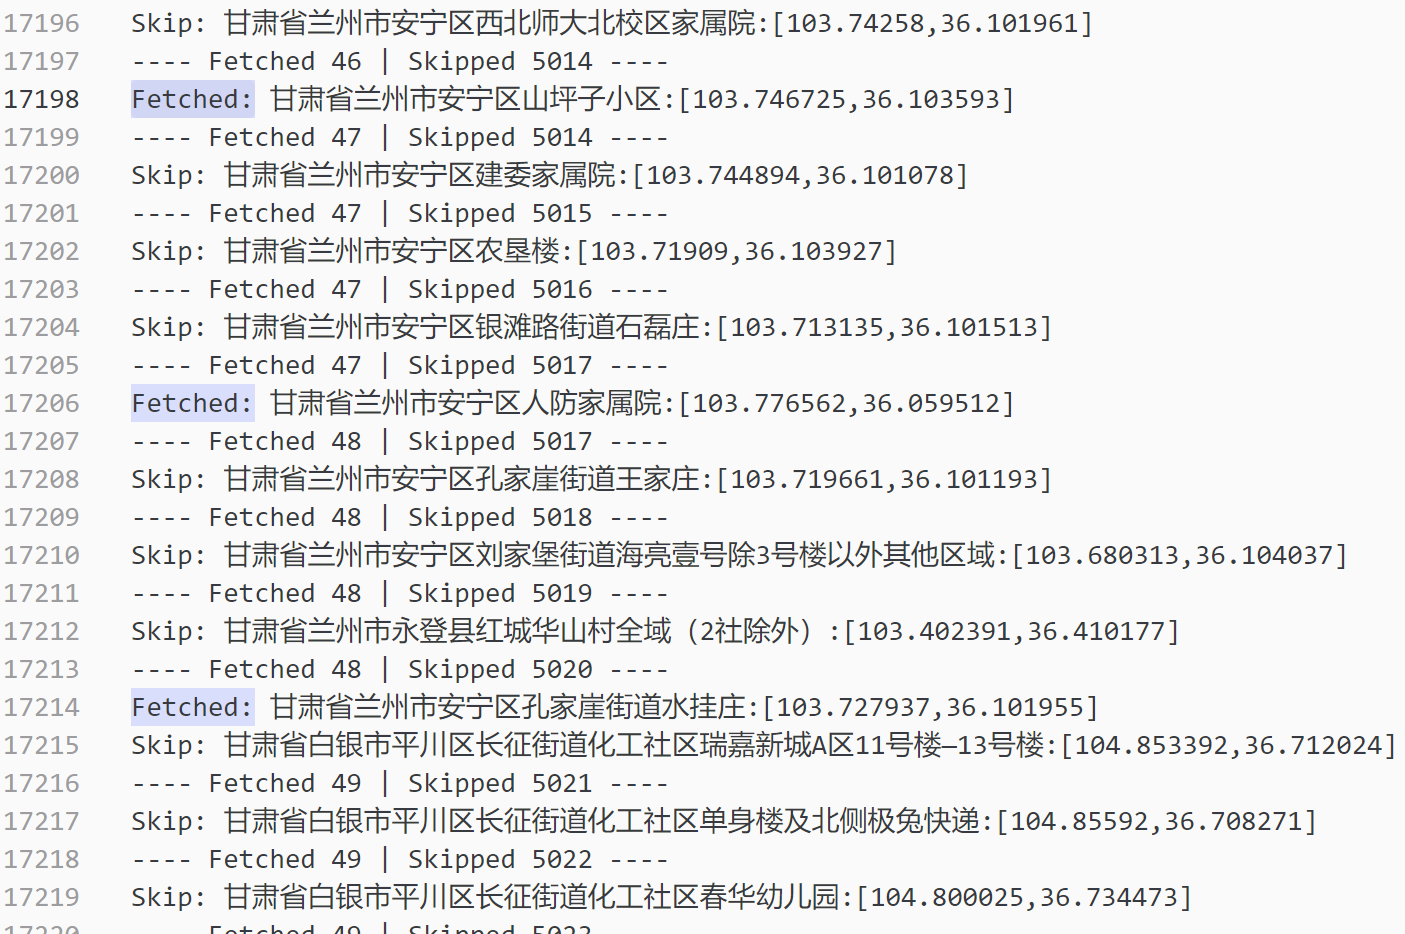 17196 Skip: 甘肃省兰州市安宁区西北师大北校区家属院:[103.74258,36.101961]
17197 ---- Fetched 46 | Skipped 5014 ----
17198 Fetched: 甘肃省兰州市安宁区山坪子小区:[103.746725,36.103593]
17199 ---- Fetched 47 | Skipped 5014 ----
17200 Skip: 甘肃省兰州市安宁区建委家属院:[103.744894,36.101078]
17201 ---- Fetched 47 | Skipped 5015 ----
17202 Skip: 甘肃省兰州市安宁区农垦楼:[103.71909,36.103927]
17203 ---- Fetched 47 | Skipped 5016 ----
17204 Skip: 甘肃省兰州市安宁区银滩路街道石磊庄:[103.713135,36.101513]
17205 ---- Fetched 47 | Skipped 5017 ----
17206 Fetched: 甘肃省兰州市安宁区人防家属院:[103.776562,36.059512]
17207 ---- Fetched 48 | Skipped 5017 ----
17208 Skip: 甘肃省兰州市安宁区孔家崖街道王家庄:[103.719661,36.101193]
17209 ---- Fetched 48 | Skipped 5018 ----
17210 Skip: 甘肃省兰州市安宁区刘家堡街道海亮壹号除3号楼以外其他区域:[103.680313,36.104037]
17211 ---- Fetched 48 | Skipped 5019 ----
17212 Skip: 甘肃省兰州市永登县红城华山村全域（2社除外）:[103.402391,36.410177]
17213 ---- Fetched 48 | Skipped 5020 ----
17214 Fetched: 甘肃省兰州市安宁区孔家崖街道水挂庄:[103.727937,36.101955]
17215 Skip: 甘肃省白银市平川区长征街道化工社区瑞嘉新城A区11号楼—13号楼:[104.853392,36.712024]
17216 ---- Fetched 49 | Skipped 5021 ----
17217 Skip: 甘肃省白银市平川区长征街道化工社区单身楼及北侧极兔快递:[104.85592,36.708271]
17218 ---- Fetched 49 | Skipped 5022 ----
17219 Skip: 甘肃省白银市平川区长征街道化工社区春华幼儿园:[104.800025,36.734473]
17220 ---- Fetched 49 | Skipped 5023 ----